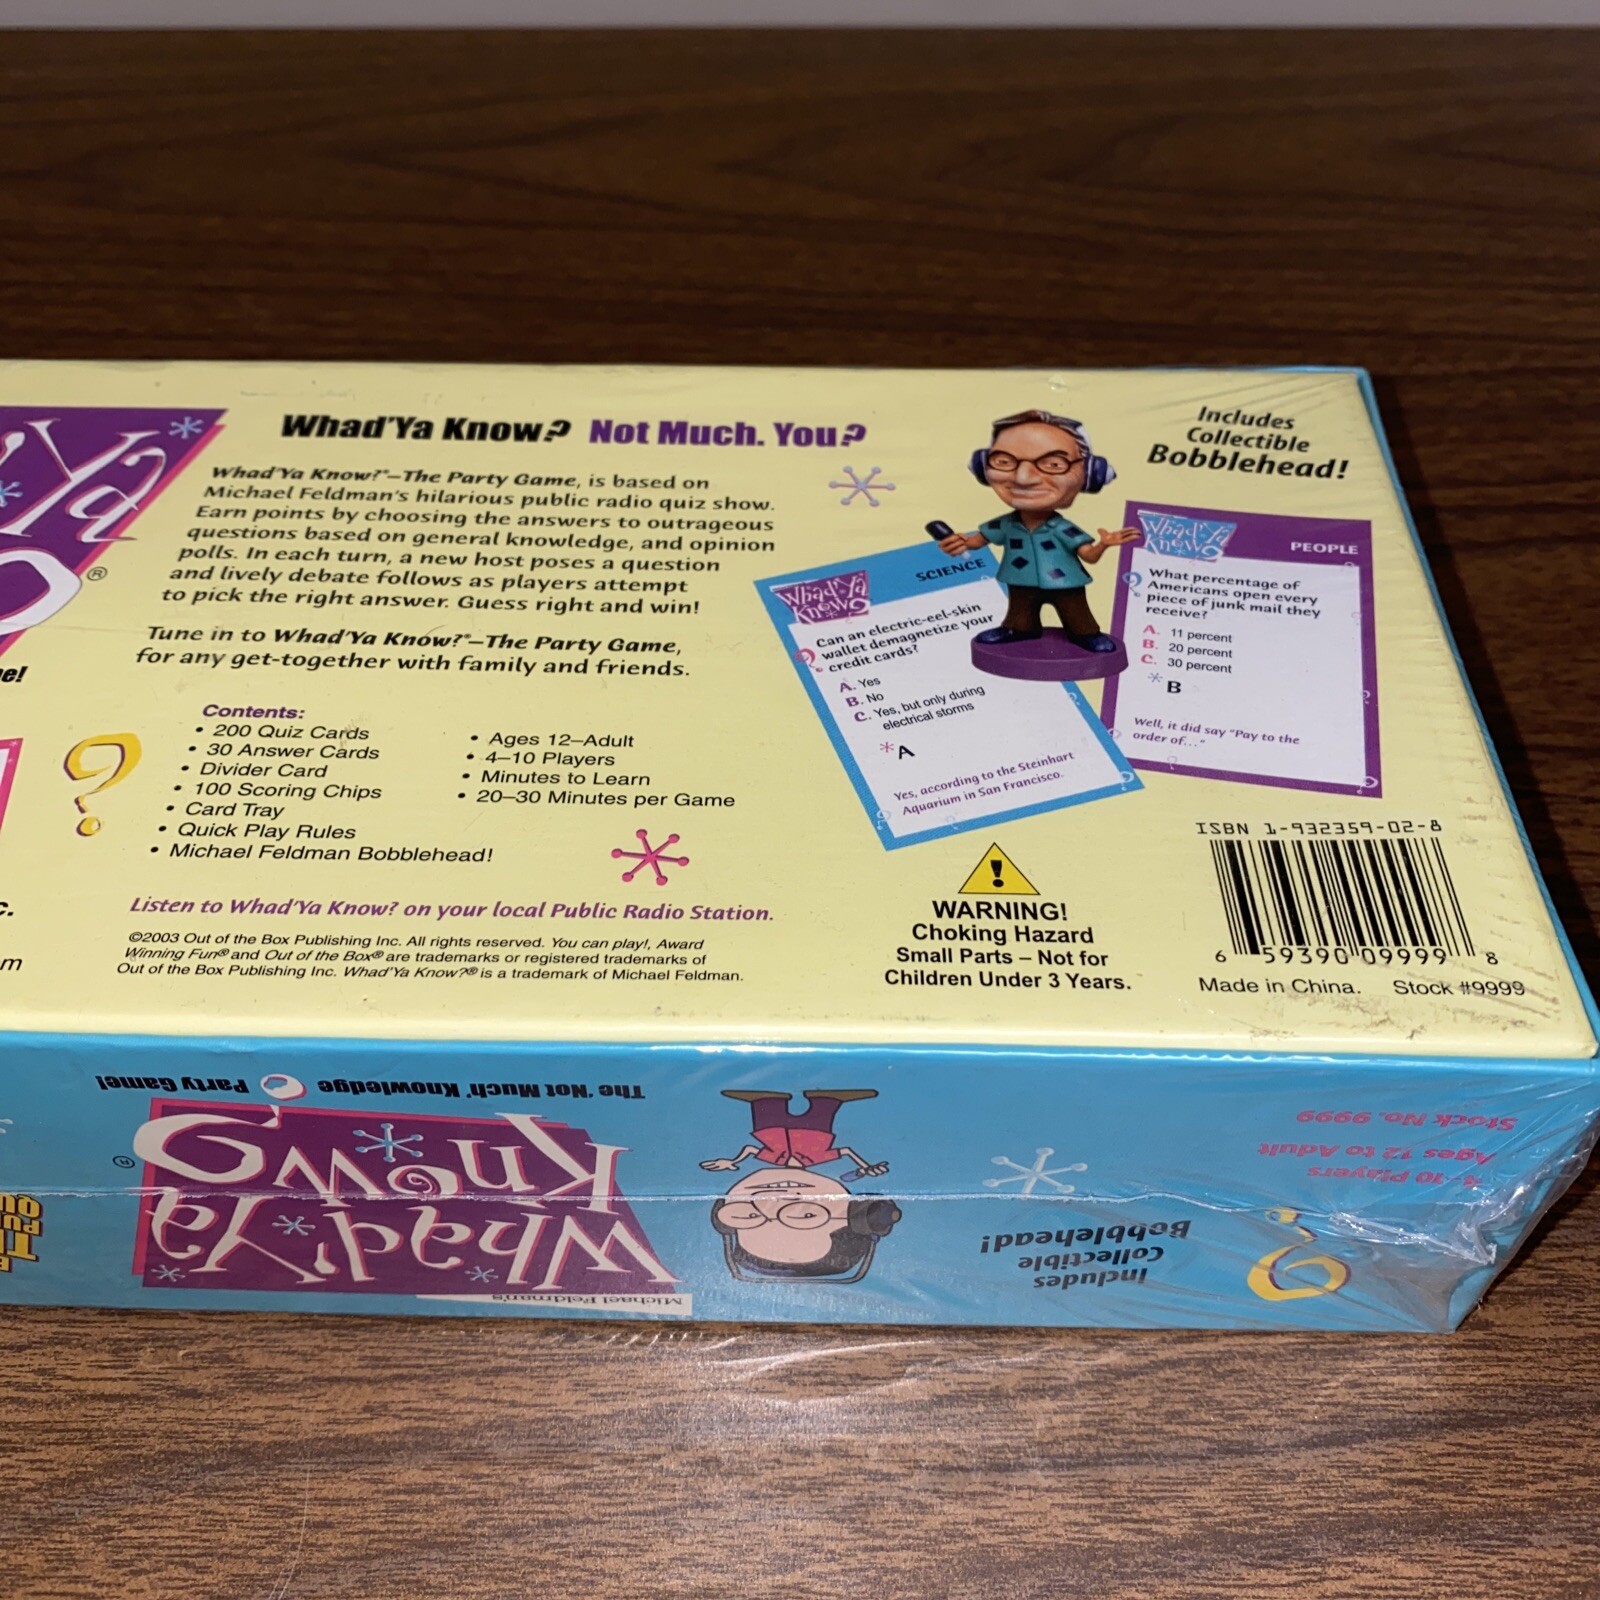 Whad'Ya Know? Not Much. You?
Whad'Ya Know?®–The Party Game, is based on
Michael Feldman's hilarious public radio quiz show.
Earn points by choosing the answers to outrageous
questions based on general knowledge, and opinion
polls. In each turn, a new host poses a question
and lively debate follows as players attempt
to pick the right answer. Guess right and win!
Tune in to Whad'Ya Know?®–The Party Game,
for any get-together with family and friends.
Contents:
• 200 Quiz Cards
• 30 Answer Cards
• Divider Card
• 100 Scoring Chips
• Card Tray
• Quick Play Rules
• Michael Feldman Bobblehead!
• Ages 12–Adult
• 4–10 Players
• Minutes to Learn
• 20–30 Minutes per Game
Listen to Whad'Ya Know? on your local Public Radio Station.
©2003 Out of the Box Publishing Inc. All rights reserved. You can play!, Award
Winning Fun® and Out of the Box® are trademarks or registered trademarks of
Out of the Box Publishing Inc. Whad'Ya Know?® is a trademark of Michael Feldman.
Includes
Collectible
Bobblehead!
Whad'Ya
Know?
SCIENCE
Can an electric-eel-skin
wallet demagnetize your
credit cards?
A. Yes
B. No
C. Yes, but only during
electrical storms
*A
Yes, according to the Steinhart
Aquarium in San Francisco.
Whad'Ya
Know?
PEOPLE
What percentage of
Americans open every
piece of junk mail they
receive?
A. 11 percent
B. 20 percent
C. 30 percent
*B
Well, it did say "Pay to the
order of..."
WARNING!
Choking Hazard
Small Parts – Not for
Children Under 3 Years.
ISBN 1-932359-02-8
6 59390 09999 8
Made in China. Stock #9999
Michael Feldman's
Whad'Ya
Know?
®
The 'Not Much' Knowledge Party Game!
Includes
Collectible
Bobblehead!
4-10 Players
Ages 12 to Adult
Stock No. 9999